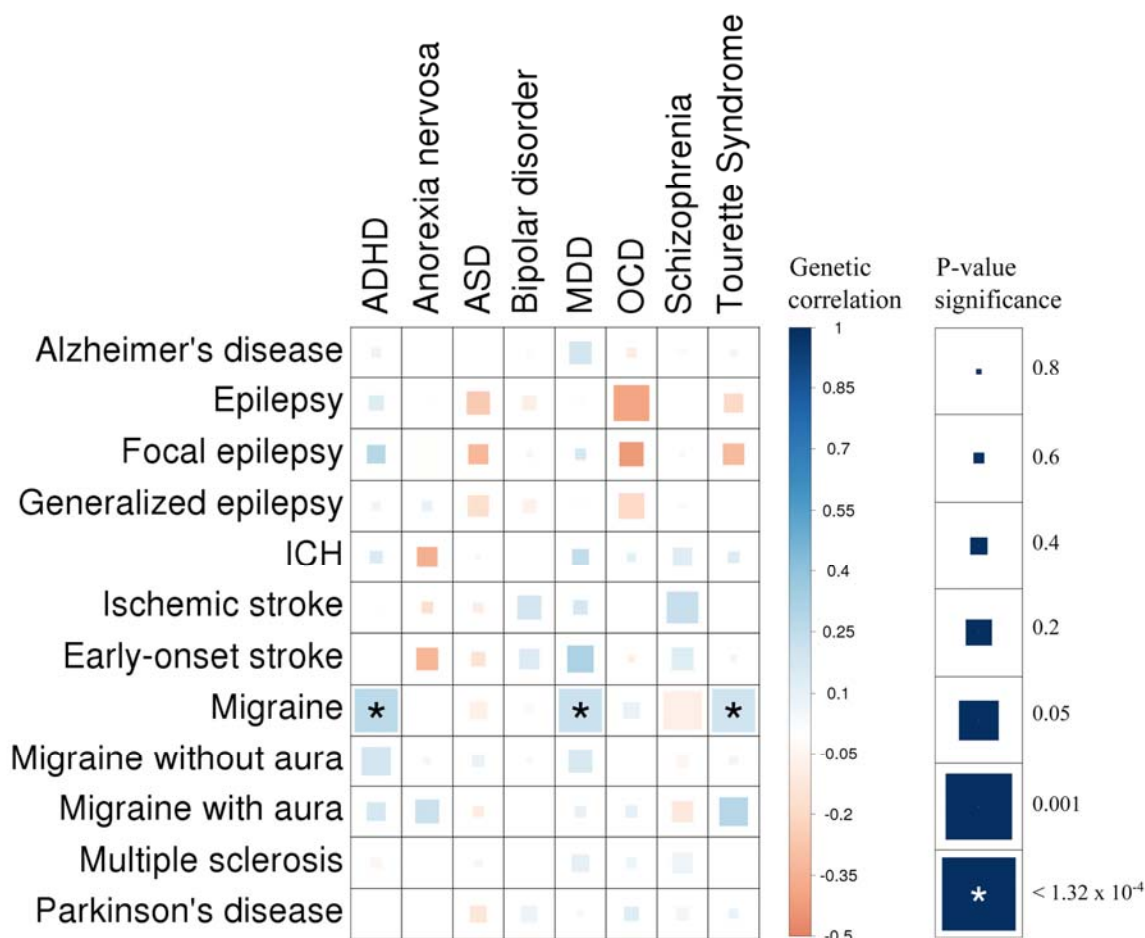 ADHD
Anorexia nervosa
ASD
Bipolar disorder
MDD
OCD
Schizophrenia
Tourette Syndrome
Alzheimer's disease
Epilepsy
Focal epilepsy
Generalized epilepsy
ICH
Ischemic stroke
Early-onset stroke
Migraine
* * *
Migraine without aura
Migraine with aura
Multiple sclerosis
Parkinson's disease
Genetic
correlation
1
0.85
0.7
0.55
0.4
0.25
0.1
-0.05
-0.2
-0.35
-0.5
P-value
significance
0.8
0.6
0.4
0.2
0.05
0.001
*
< 1.32 x 10⁻⁴